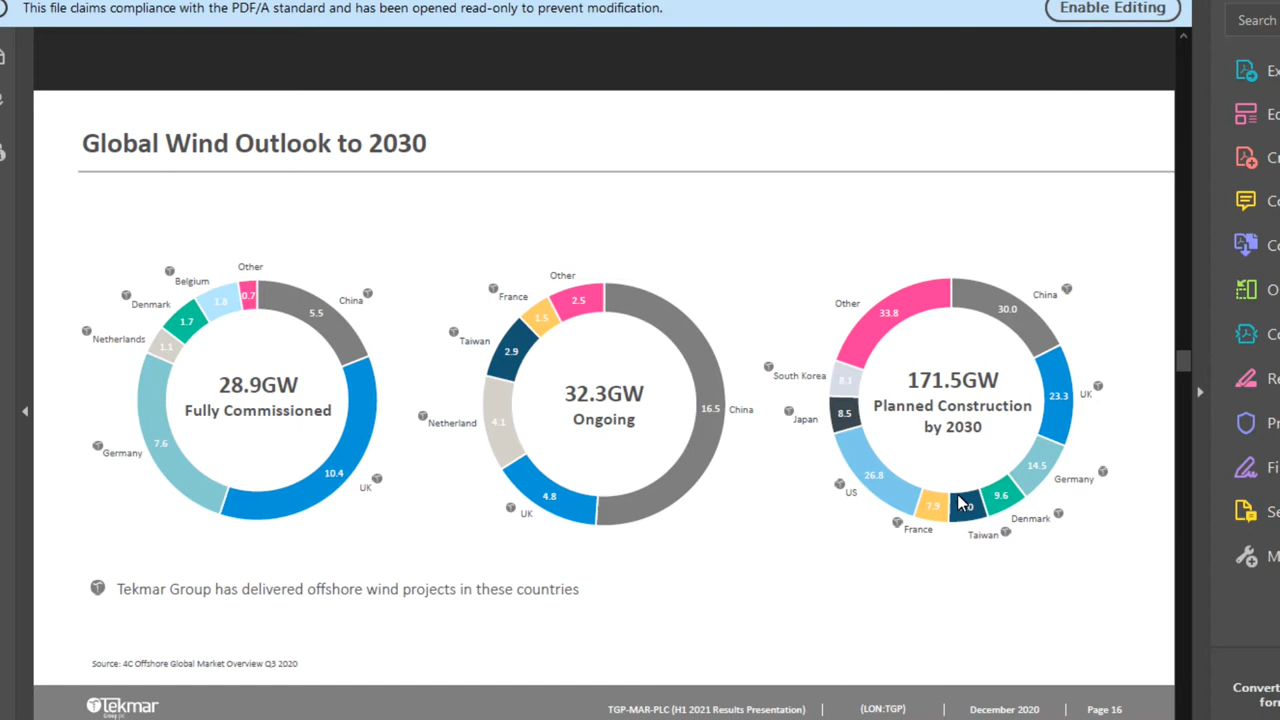 This file claims compliance with the PDF/A standard and has been opened read-only to prevent modification.
Enable Editing
Search
Global Wind Outlook to 2030
Other
Belgium
Denmark
Netherlands
Germany
China
UK
0.7
1.8
1.7
1.1
7.6
5.5
10.4
28.9GW
Fully Commissioned
Other
France
Taiwan
Netherland
UK
China
2.5
1.5
2.9
4.1
4.8
16.5
32.3GW
Ongoing
Other
South Korea
Japan
US
France
Taiwan
Denmark
Germany
UK
China
33.8
8.1
8.5
26.8
7.9
9.6
14.5
23.3
30.0
171.5GW
Planned Construction
by 2030
Tekmar Group has delivered offshore wind projects in these countries
Source: 4C Offshore Global Market Overview Q3 2020
Tekmar
Group plc
TGP-MAR-PLC (H1 2021 Results Presentation)
(LON:TGP)
December 2020
Page 16
Convert